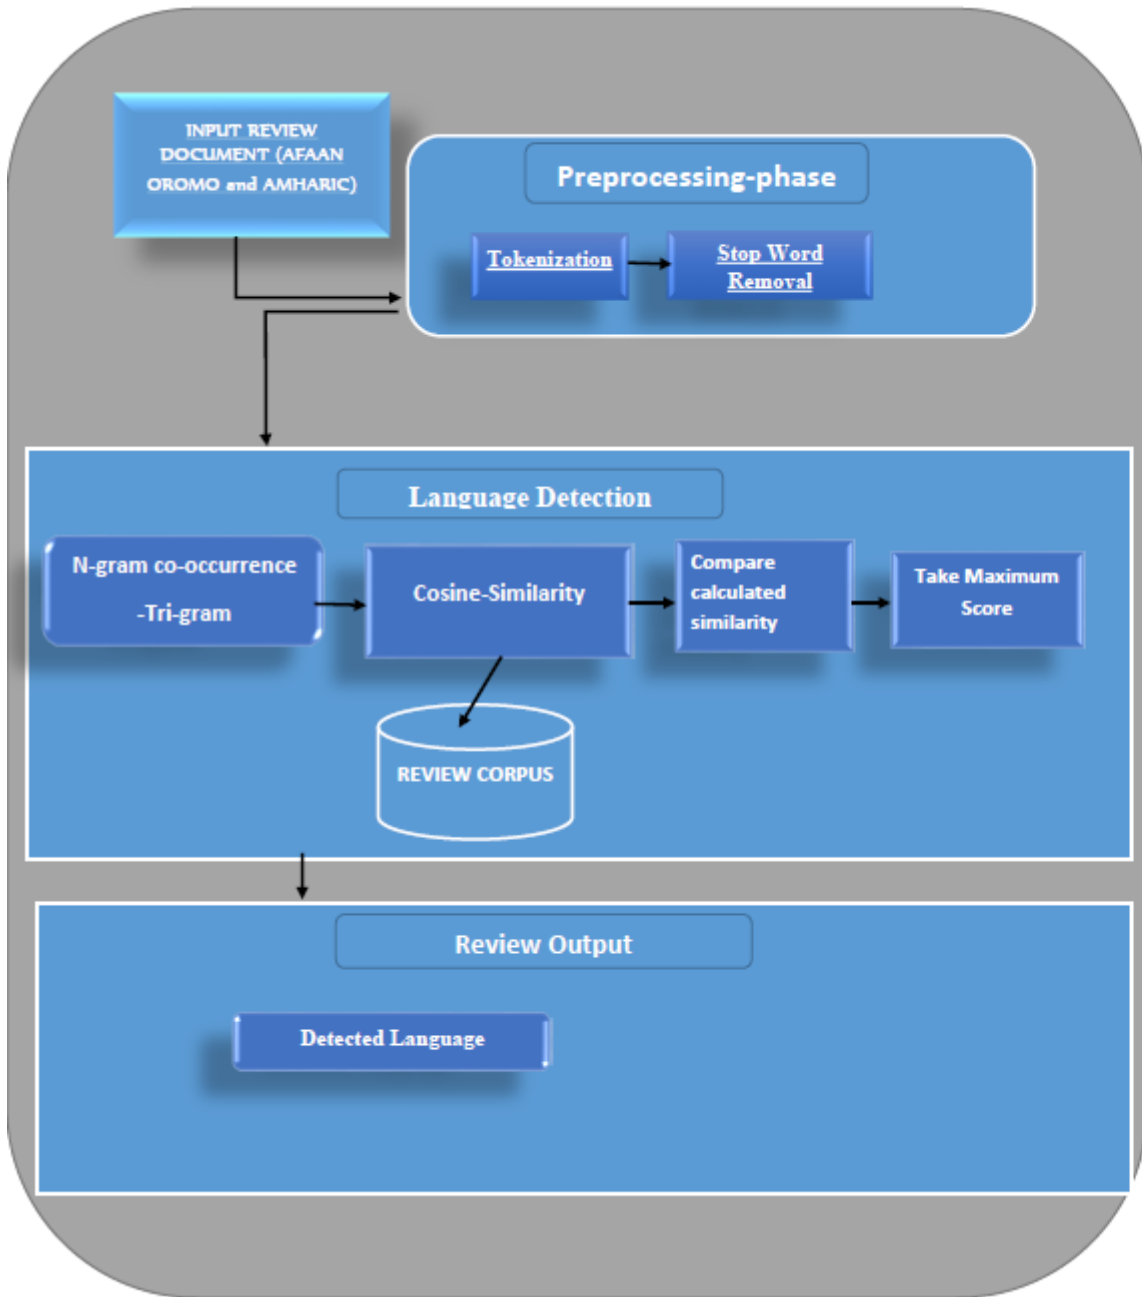 INPUT REVIEW
DOCUMENT (AFAAN
OROMO and AMHARIC)
Preprocessing-phase
Tokenization
Stop Word
Removal
Language Detection
N-gram co-occurrence
-Tri-gram
Cosine-Similarity
Compare
calculated
similarity
Take Maximum
Score
REVIEW CORPUS
Review Output
Detected Language